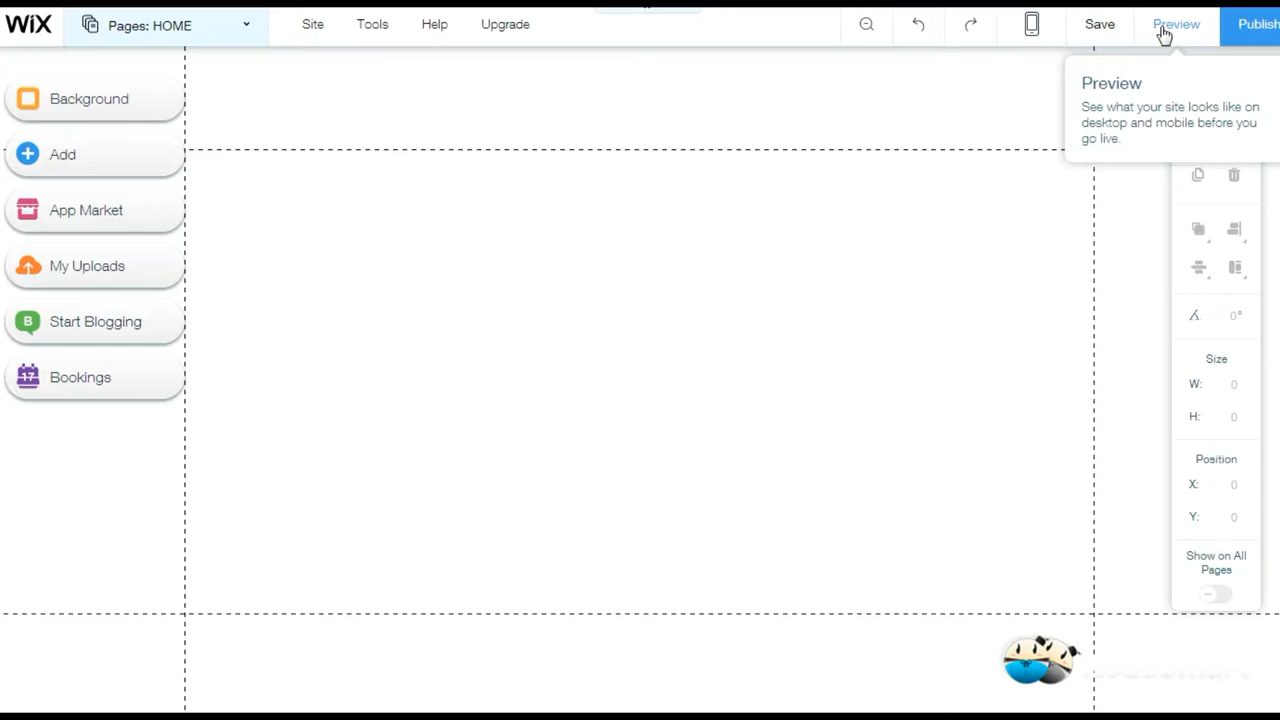 WiX
Pages: HOME
Site
Tools
Help
Upgrade
Save
Preview
Publish
Preview
See what your site looks like on
desktop and mobile before you
go live.
Background
Add
App Market
My Uploads
B
Start Blogging
17
Bookings
0°
Size
W: 0
H: 0
Position
X: 0
Y: 0
Show on All
Pages